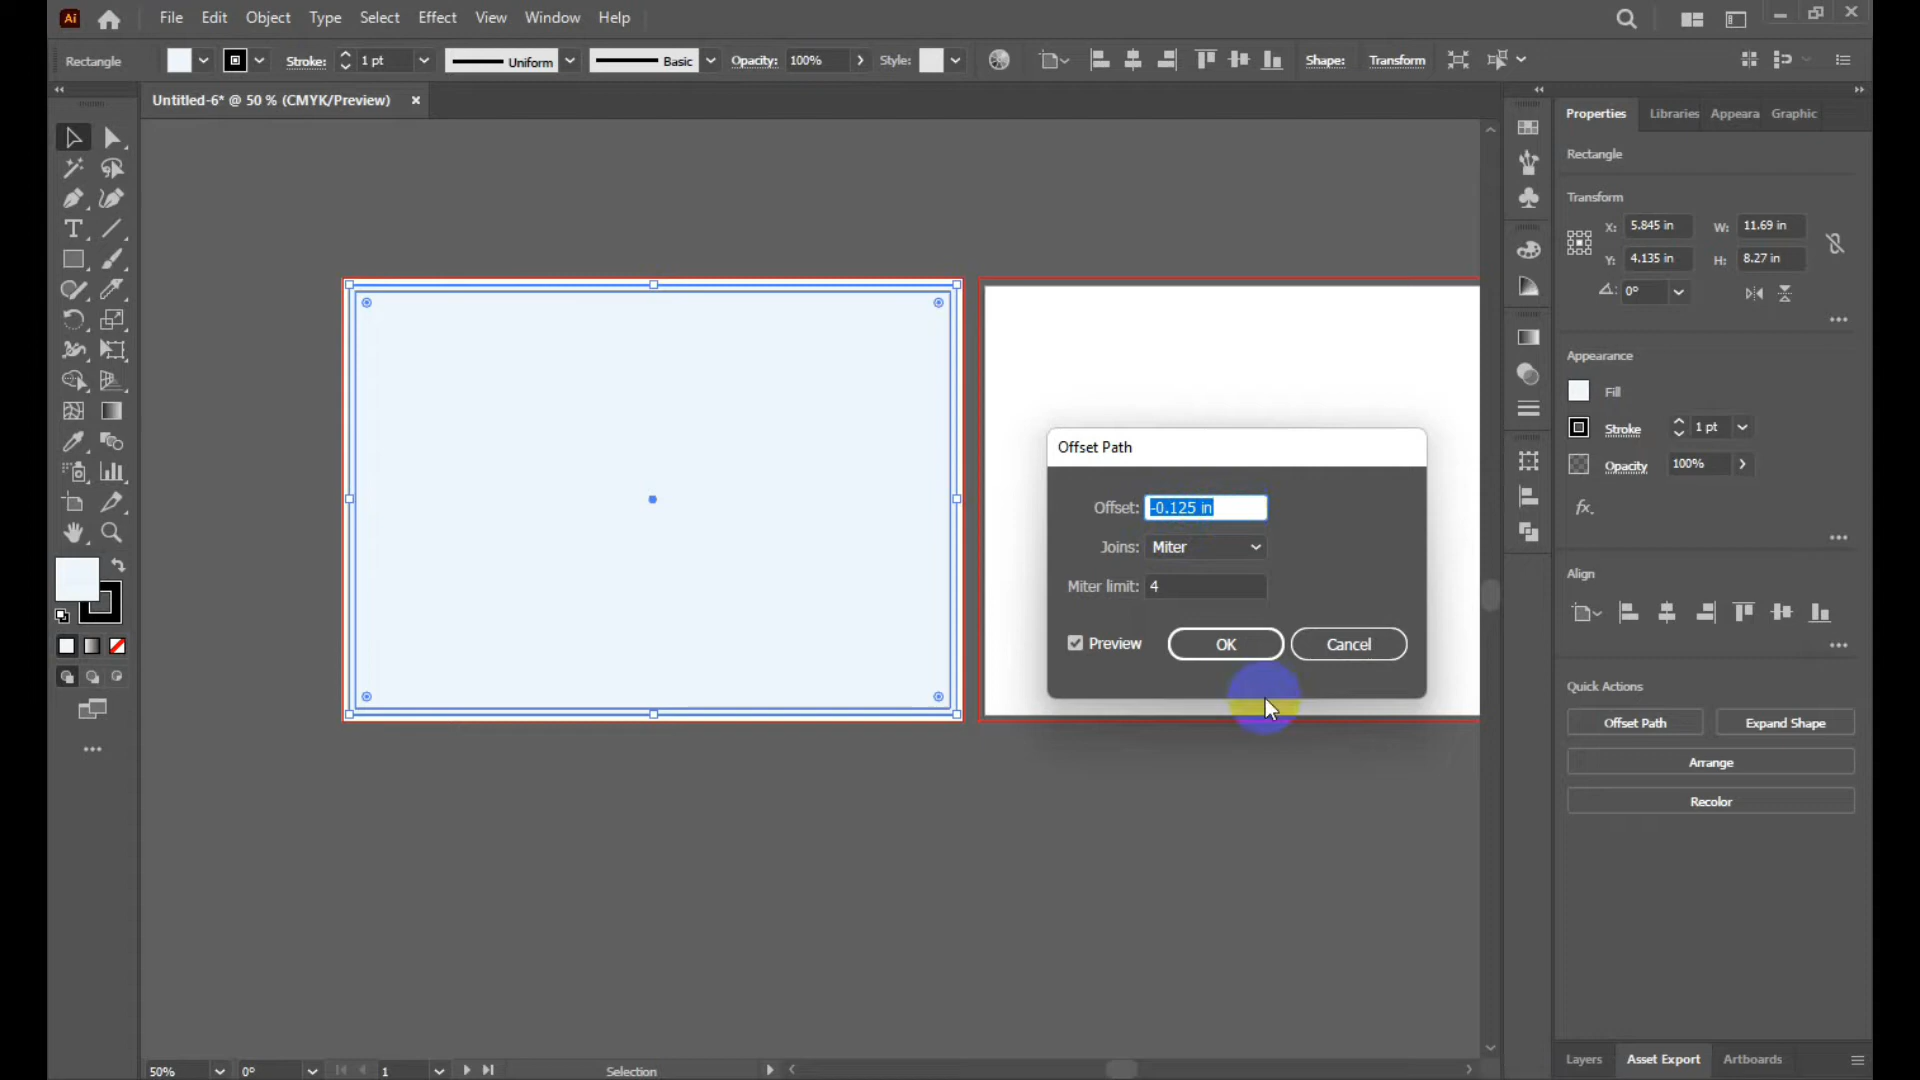 Ai File Edit Object Type Select Effect View Window Help
Rectangle Stroke: 1 pt Uniform Basic Opacity: 100% Style: Shape: Transform
Untitled-6* @ 50 % (CMYK/Preview) ×
Properties Libraries Appeara Graphic
Rectangle
Transform
X: 5.845 in W: 11.69 in
Y: 4.135 in H: 8.27 in
0°
Appearance
Fill
Stroke 1 pt
Opacity 100%
fx.
Align
Quick Actions
Offset Path Expand Shape
Arrange
Recolor
Offset Path
Offset: -0.125 in
Joins: Miter
Miter limit: 4
Preview OK Cancel
50% 0° 1 Selection
Layers Asset Export Artboards